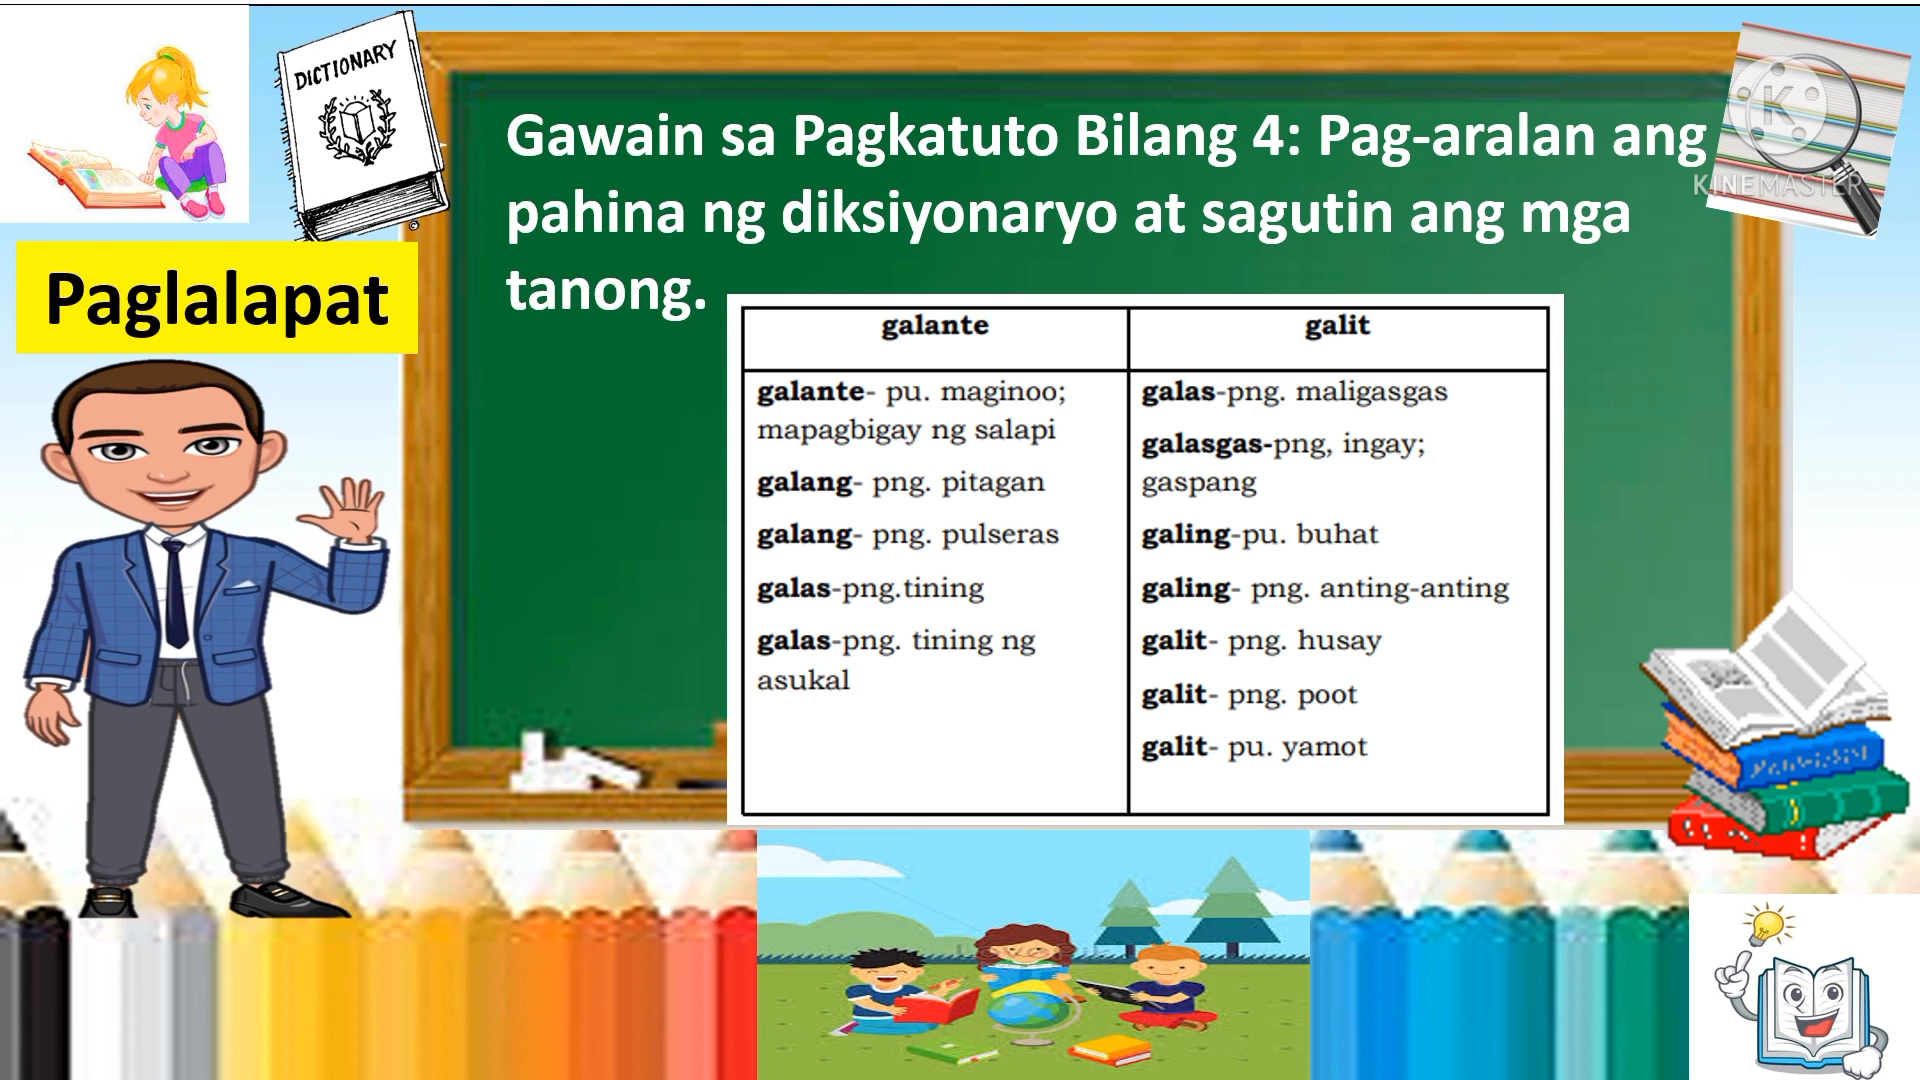 DICTIONARY
Gawain sa Pagkatuto Bilang 4: Pag-aralan ang
pahina ng diksiyonaryo at sagutin ang mga
tanong.
K
KINEMASTER
Paglalapat
galante
galit
galante- pu. maginoo;
mapagbigay ng salapi
galang- png. pitagan
galang- png. pulseras
galas-png.tining
galas-png. tining ng
asukal
galas-png. maligasgas
galasgas-png, ingay;
gaspang
galing-pu. buhat
galing- png. anting-anting
galit- png. husay
galit- png. poot
galit- pu. yamot